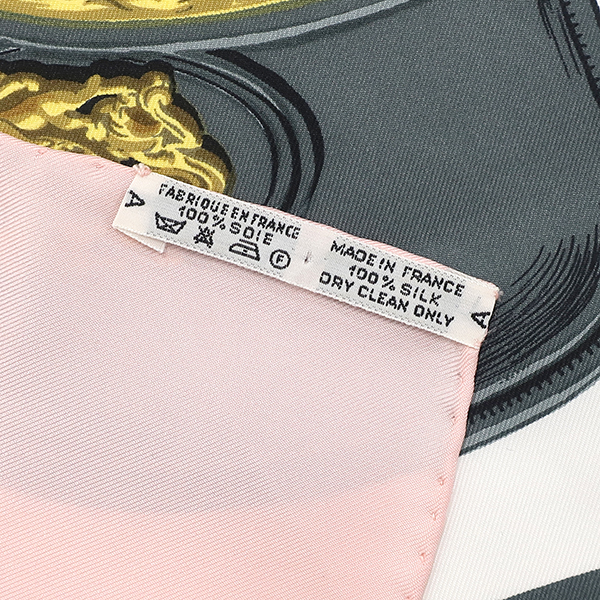 A
FABRIQUE EN FRANCE
100% SOIE
F
MADE IN FRANCE
100% SILK
DRY CLEAN ONLY
A